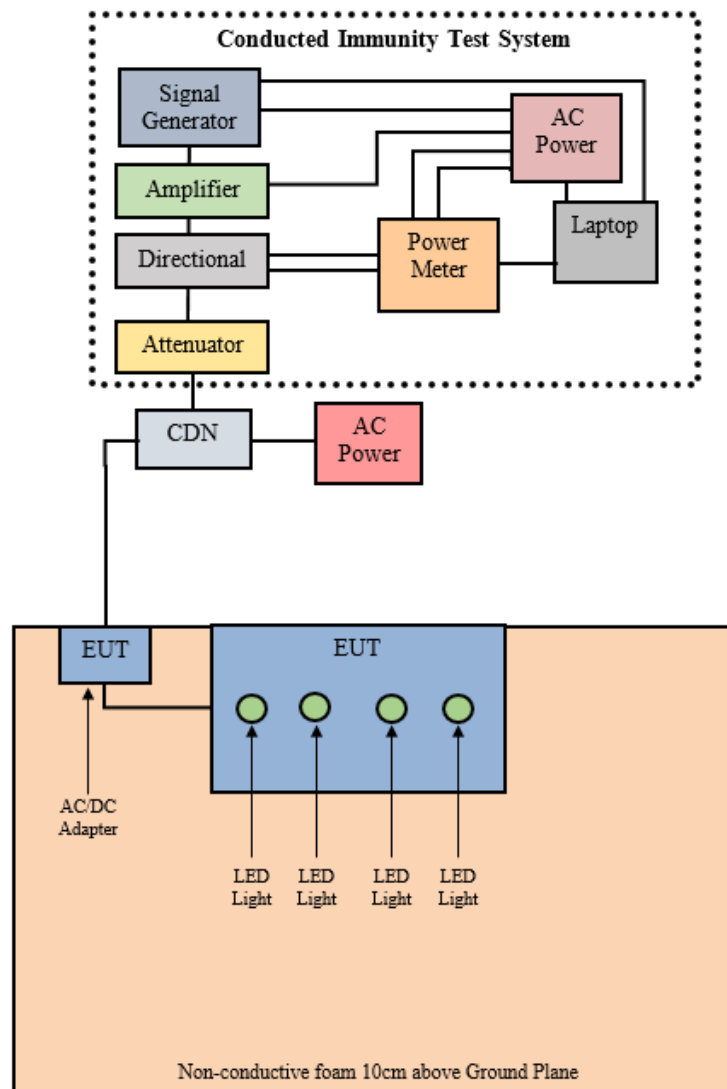 Conducted Immunity Test System
Signal
Generator
AC
Power
Amplifier
Laptop
Directional
Power
Meter
Attenuator
CDN
AC
Power
EUT
EUT
AC/DC
Adapter
LED
Light
LED
Light
LED
Light
LED
Light
Non-conductive foam 10cm above Ground Plane